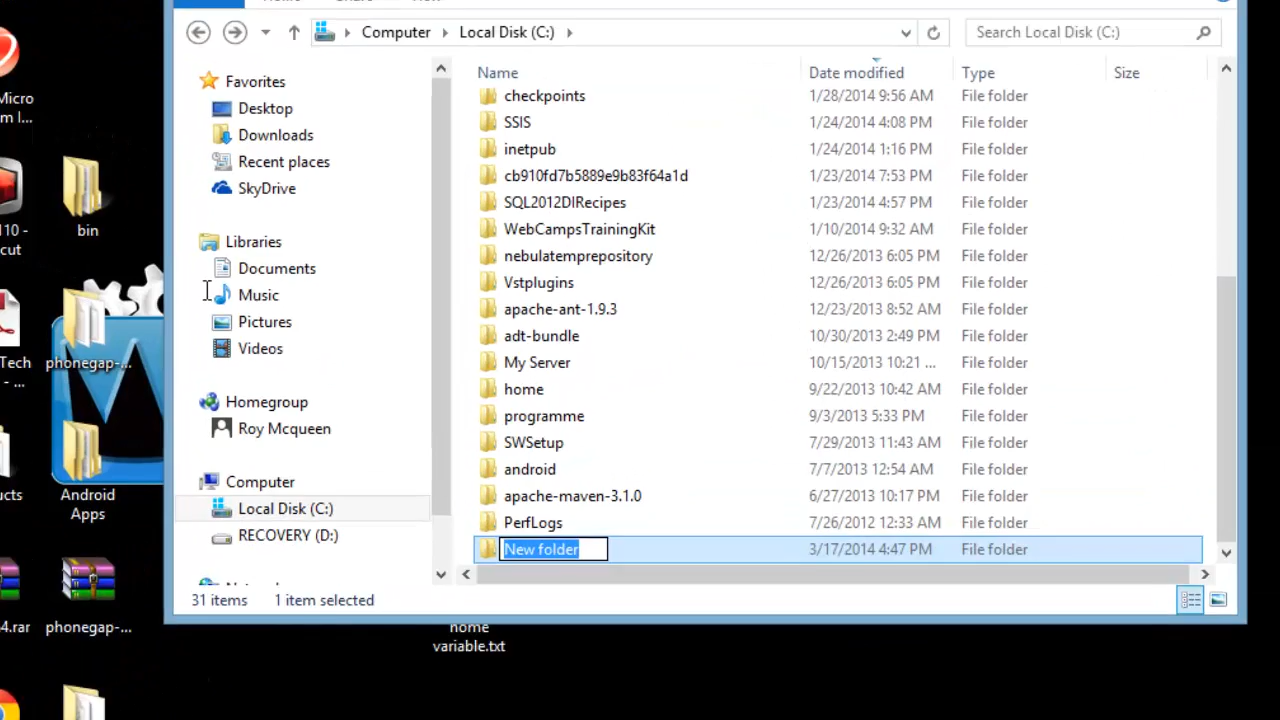 Computer Local Disk (C:) Search Local Disk (C:)
Name Date modified Type Size
Favorites
Desktop
Downloads
Recent places
SkyDrive
Libraries
Documents
Music
Pictures
Videos
Homegroup
Roy Mcqueen
Computer
Local Disk (C:)
RECOVERY (D:)
checkpoints 1/28/2014 9:56 AM File folder
SSIS 1/24/2014 4:08 PM File folder
inetpub 1/24/2014 1:16 PM File folder
cb910fd7b5889e9b83f64a1d 1/23/2014 7:53 PM File folder
SQL2012DIRecipes 1/23/2014 4:57 PM File folder
WebCampsTrainingKit 1/10/2014 9:32 AM File folder
nebulatemprepository 12/26/2013 6:05 PM File folder
Vstplugins 12/26/2013 6:05 PM File folder
apache-ant-1.9.3 12/23/2013 8:52 AM File folder
adt-bundle 10/30/2013 2:49 PM File folder
My Server 10/15/2013 10:21 ... File folder
home 9/22/2013 10:42 AM File folder
programme 9/3/2013 5:33 PM File folder
SWSetup 7/29/2013 11:43 AM File folder
android 7/7/2013 12:54 AM File folder
apache-maven-3.1.0 6/27/2013 10:17 PM File folder
PerfLogs 7/26/2012 12:33 AM File folder
New folder 3/17/2014 4:47 PM File folder
31 items 1 item selected
Micro
m I...
110 -
cut
Tech
- ...
cts
4.rar
bin
phonegap-...
Android
Apps
phonegap-...
home
variable.txt